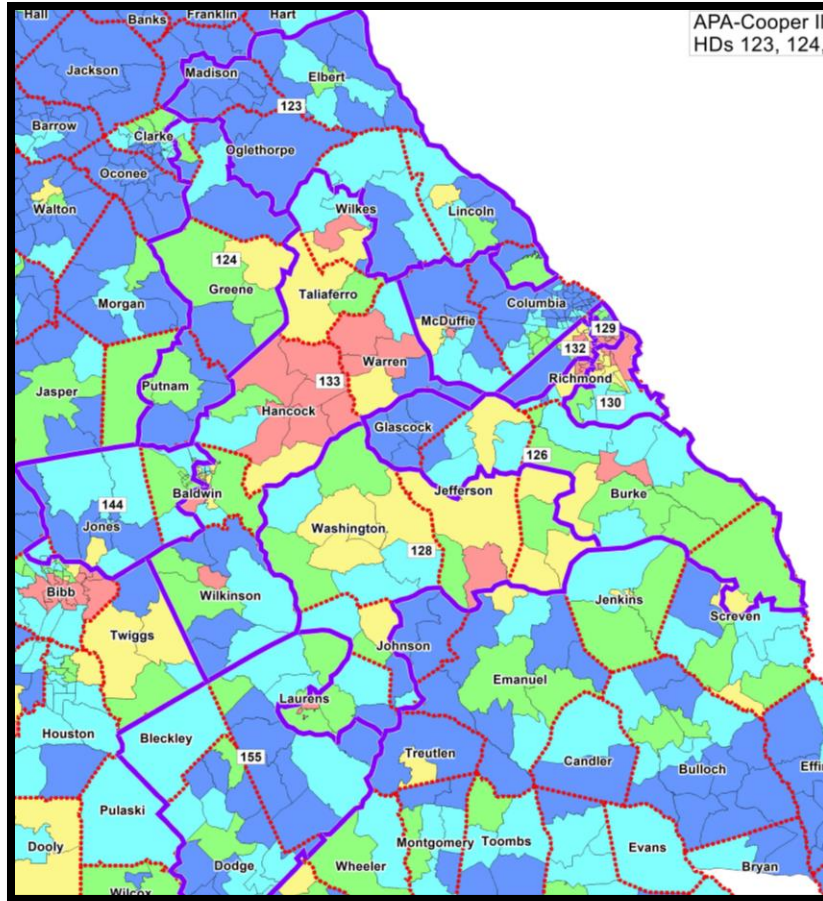 APA-Cooper Il
HDs 123, 124,
Hall
Banks
Franklin
Hart
Jackson
Madison
Elbert
123
Barrow
Clarke
Oglethorpe
Oconee
Walton
Wilkes
Lincoln
124
Greene
Taliaferro
Morgan
McDuffie
Columbia
129
Warren
132
Richmond
Jasper
Putnam
133
Hancock
130
Glascock
126
Baldwin
Jefferson
Burke
144
Washington
Jones
128
Bibb
Wilkinson
Jenkins
Screven
Twiggs
Johnson
Emanuel
Laurens
Houston
Bleckley
155
Treutlen
Candler
Bulloch
Effi
Pulaski
Dooly
Montgomery
Toombs
Evans
Dodge
Wheeler
Bryan
Wilcox